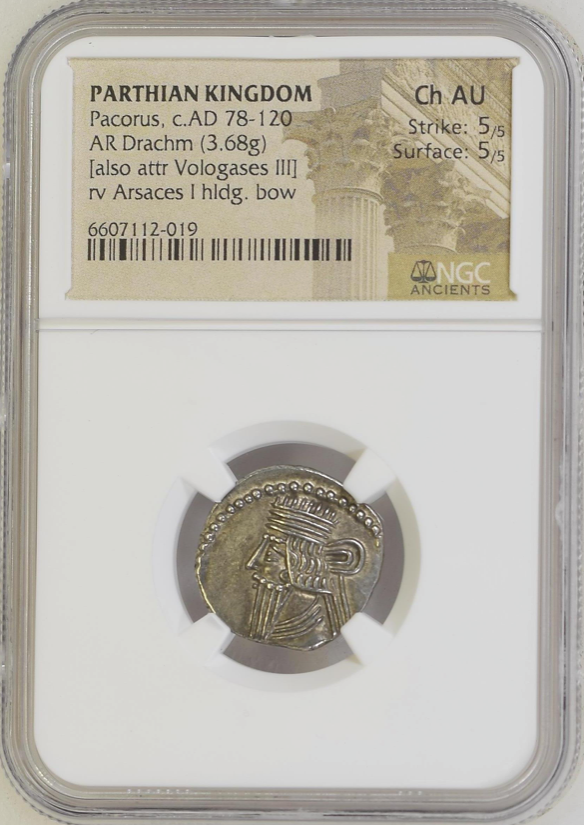 PARTHIAN KINGDOM
Pacorus, c.AD 78-120
AR Drachm (3.68g)
[also attr Vologases III]
rv Arsaces I hldg. bow
6607112-019
Ch AU
Strike: 5/5
Surface: 5/5
NGC
ANCIENTS